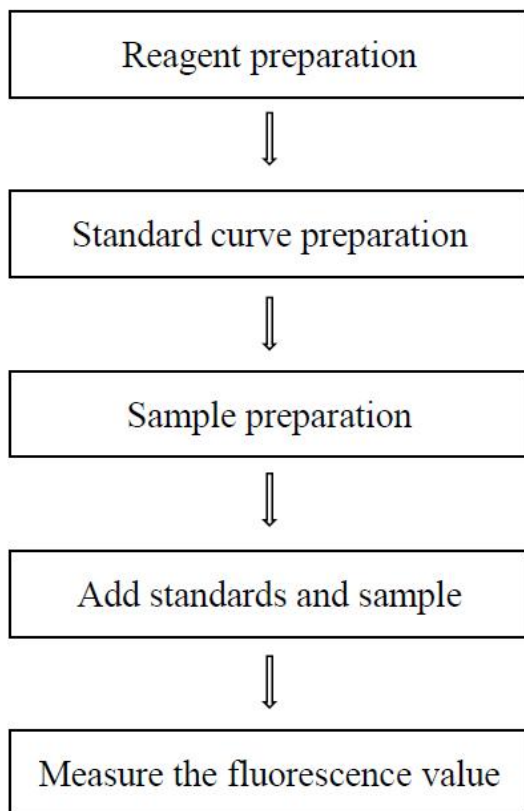 Reagent preparation
Standard curve preparation
Sample preparation
Add standards and sample
Measure the fluorescence value